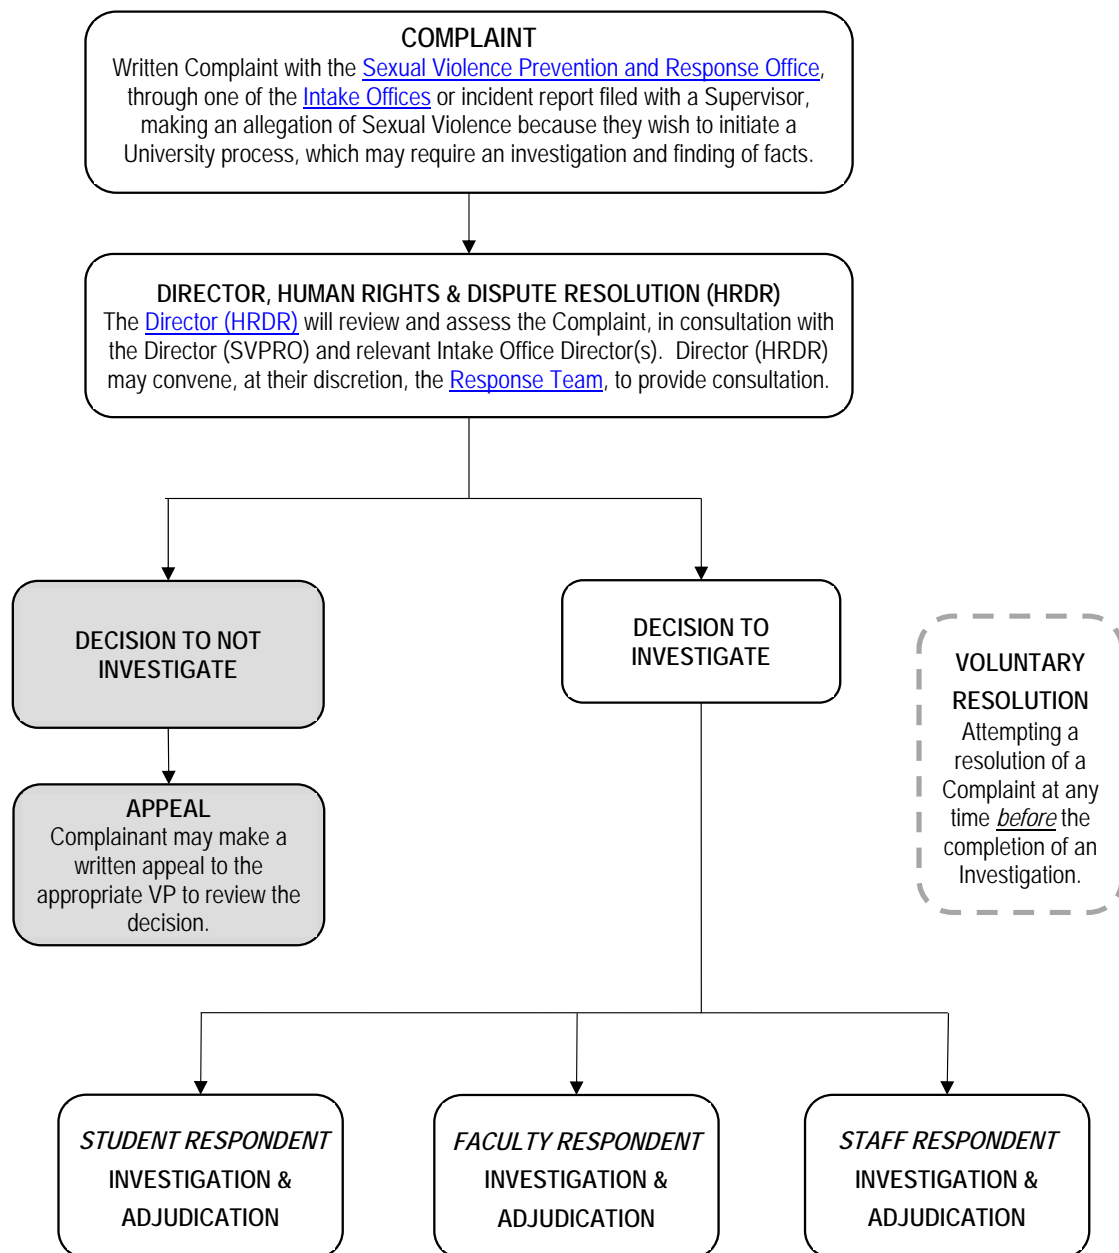 COMPLAINT
Written Complaint with the Sexual Violence Prevention and Response Office,
through one of the Intake Offices or incident report filed with a Supervisor,
making an allegation of Sexual Violence because they wish to initiate a
University process, which may require an investigation and finding of facts.
DIRECTOR, HUMAN RIGHTS & DISPUTE RESOLUTION (HRDR)
The Director (HRDR) will review and assess the Complaint, in consultation with
the Director (SVPRO) and relevant Intake Office Director(s). Director (HRDR)
may convene, at their discretion, the Response Team, to provide consultation.
DECISION TO NOT
INVESTIGATE
DECISION TO
INVESTIGATE
APPEAL
Complainant may make a
written appeal to the
appropriate VP to review the
decision.
VOLUNTARY
RESOLUTION
Attempting a
resolution of a
Complaint at any
time before the
completion of an
Investigation.
STUDENT RESPONDENT
INVESTIGATION &
ADJUDICATION
FACULTY RESPONDENT
INVESTIGATION &
ADJUDICATION
STAFF RESPONDENT
INVESTIGATION &
ADJUDICATION